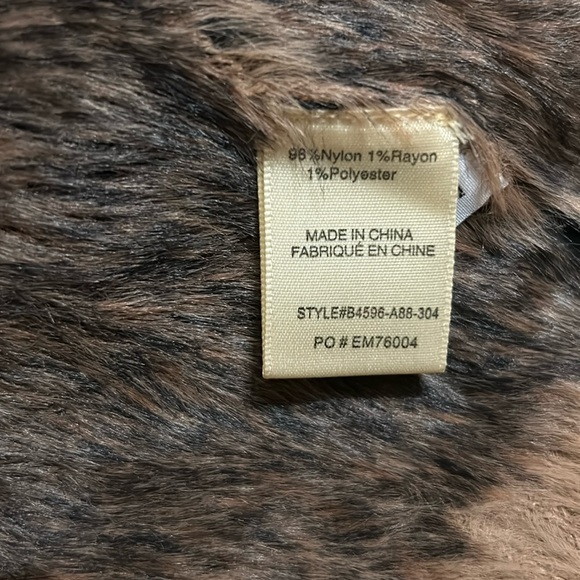 98%Nylon 1%Rayon
1%Polyester
MADE IN CHINA
FABRIQUÉ EN CHINE
STYLE#B4596-A88-304
PO # EM76004